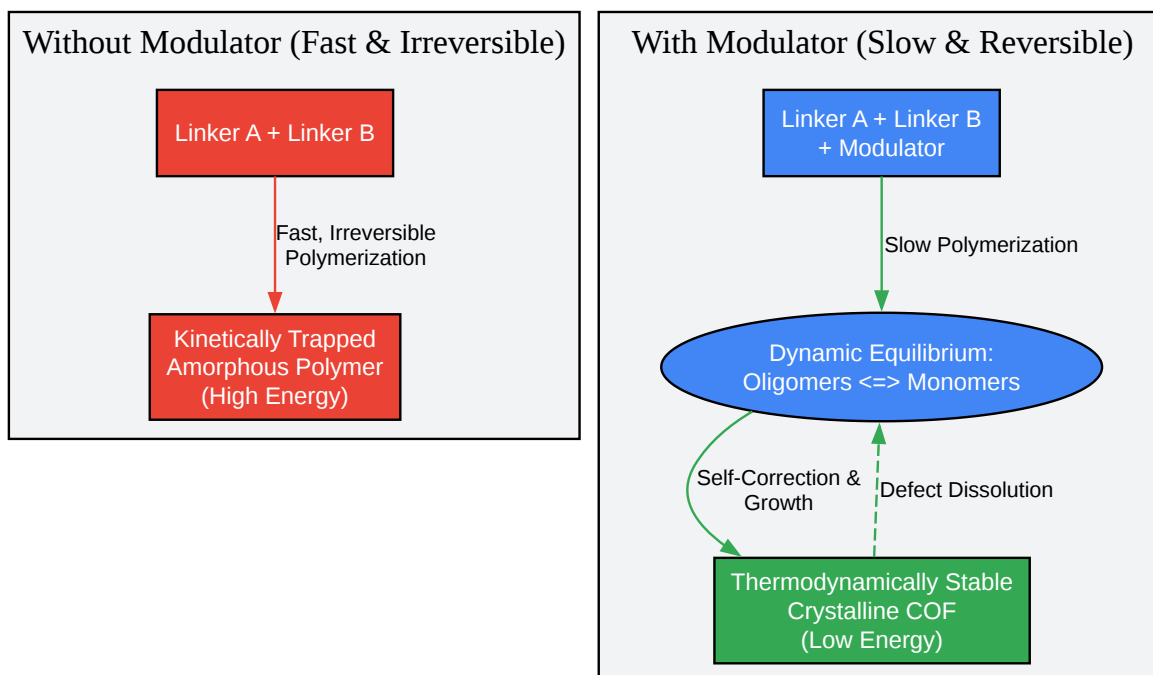 Without Modulator (Fast & Irreversible)
Linker A + Linker B
Fast, Irreversible
Polymerization
Kinetically Trapped
Amorphous Polymer
(High Energy)
With Modulator (Slow & Reversible)
Linker A + Linker B
+ Modulator
Slow Polymerization
Dynamic Equilibrium:
Oligomers <=> Monomers
Self-Correction &
Growth
Defect Dissolution
Thermodynamically Stable
Crystalline COF
(Low Energy)